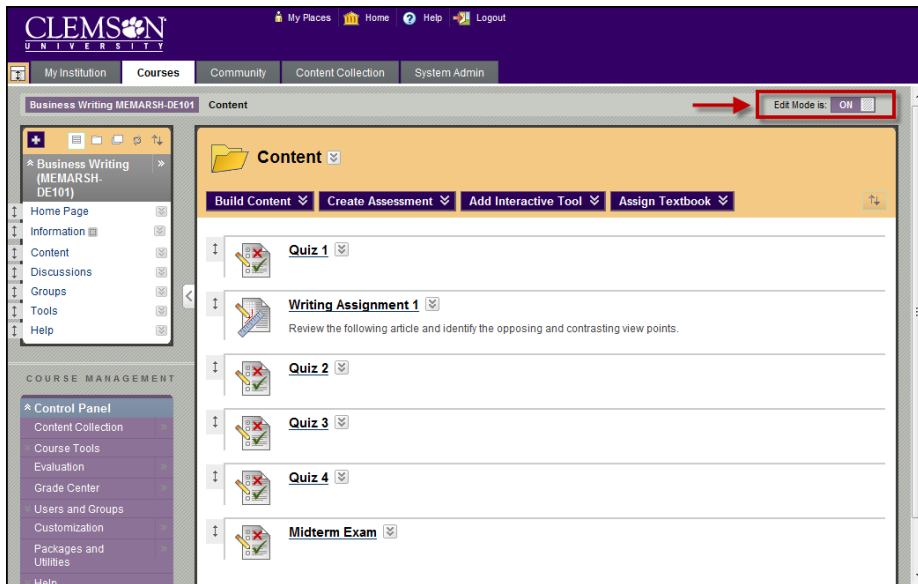 CLEMSON
UNIVERSITY
My Places Home Help Logout
My Institution Courses Community Content Collection System Admin
Business Writing MEMARSH-DE101 Content
Edit Mode is: ON
Business Writing
(MEMARSH-
DE101)
Home Page
Information
Content
Discussions
Groups
Tools
Help
COURSE MANAGEMENT
Control Panel
Content Collection
Course Tools
Evaluation
Grade Center
Users and Groups
Customization
Packages and
Utilities
Help
Content
Build Content Create Assessment Add Interactive Tool Assign Textbook
Quiz 1
Writing Assignment 1
Review the following article and identify the opposing and contrasting view points.
Quiz 2
Quiz 3
Quiz 4
Midterm Exam